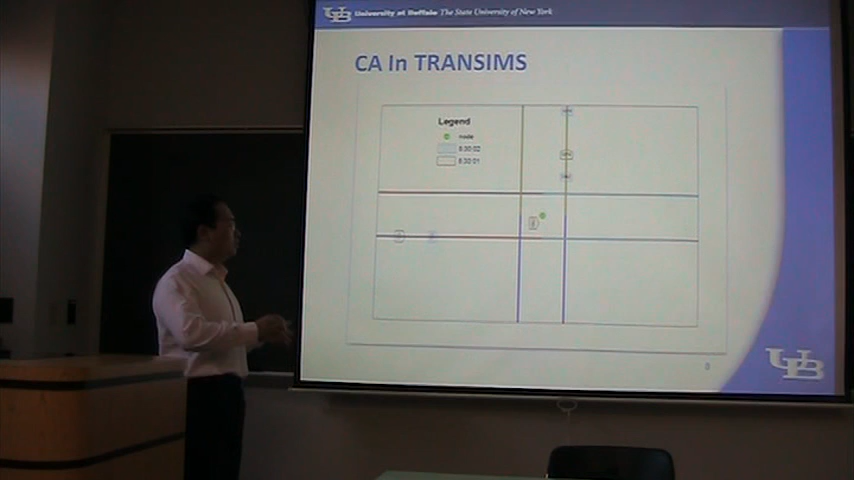 UB University at Buffalo The State University of New York
CA In TRANSIMS
Legend
node
8:30:02
8:30:01
UB